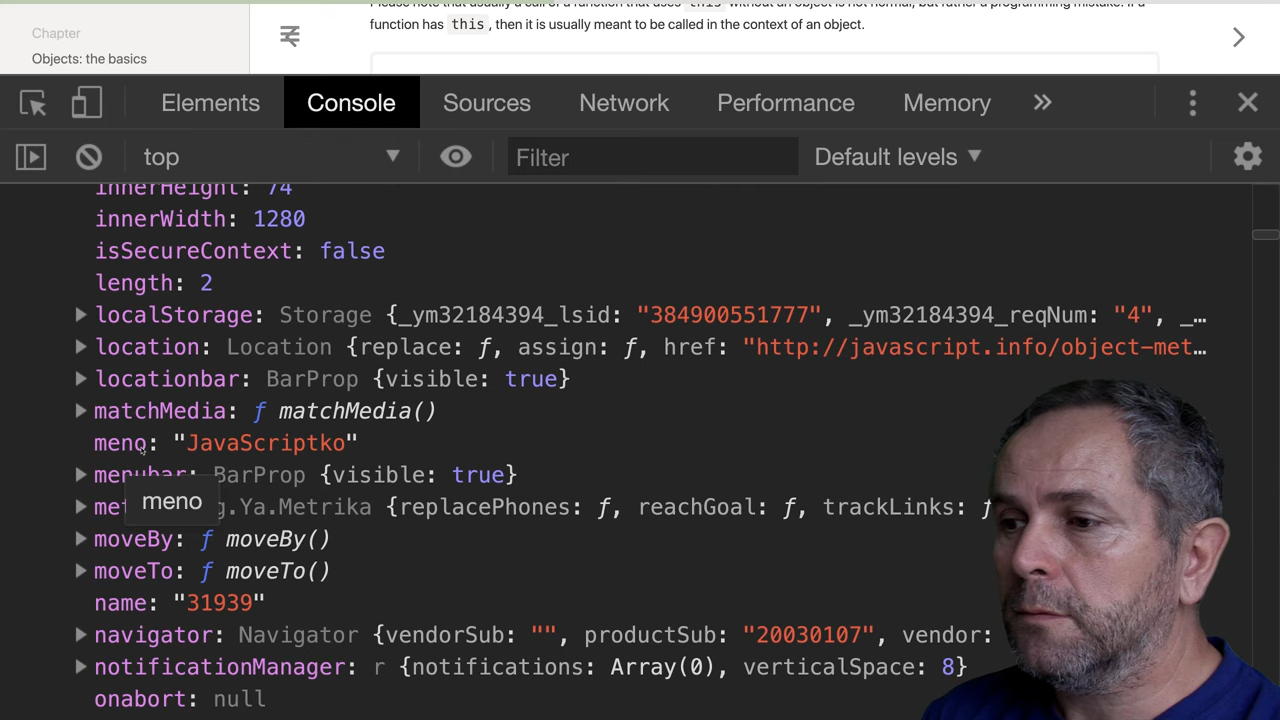 Please note that usually a call of a function that uses this without an object is not normal, but rather a programming mistake. If a
Chapter
function has this , then it is usually meant to be called in the context of an object.
Objects: the basics
Elements Console Sources Network Performance Memory »
top Filter Default levels
innerHeight: 74
innerWidth: 1280
isSecureContext: false
length: 2
localStorage: Storage {_ym32184394_lsid: "384900551777", _ym32184394_reqNum: "4", _…
location: Location {replace: ƒ, assign: ƒ, href: "http://javascript.info/object-met…
locationbar: BarProp {visible: true}
matchMedia: ƒ matchMedia()
meno: "JavaScriptko"
menubar: BarProp {visible: true}
meno
g.Ya.Metrika {replacePhones: ƒ, reachGoal: ƒ, trackLinks: ƒ
moveBy: ƒ moveBy()
moveTo: ƒ moveTo()
name: "31939"
navigator: Navigator {vendorSub: "", productSub: "20030107", vendor:
notificationManager: r {notifications: Array(0), verticalSpace: 8}
onabort: null